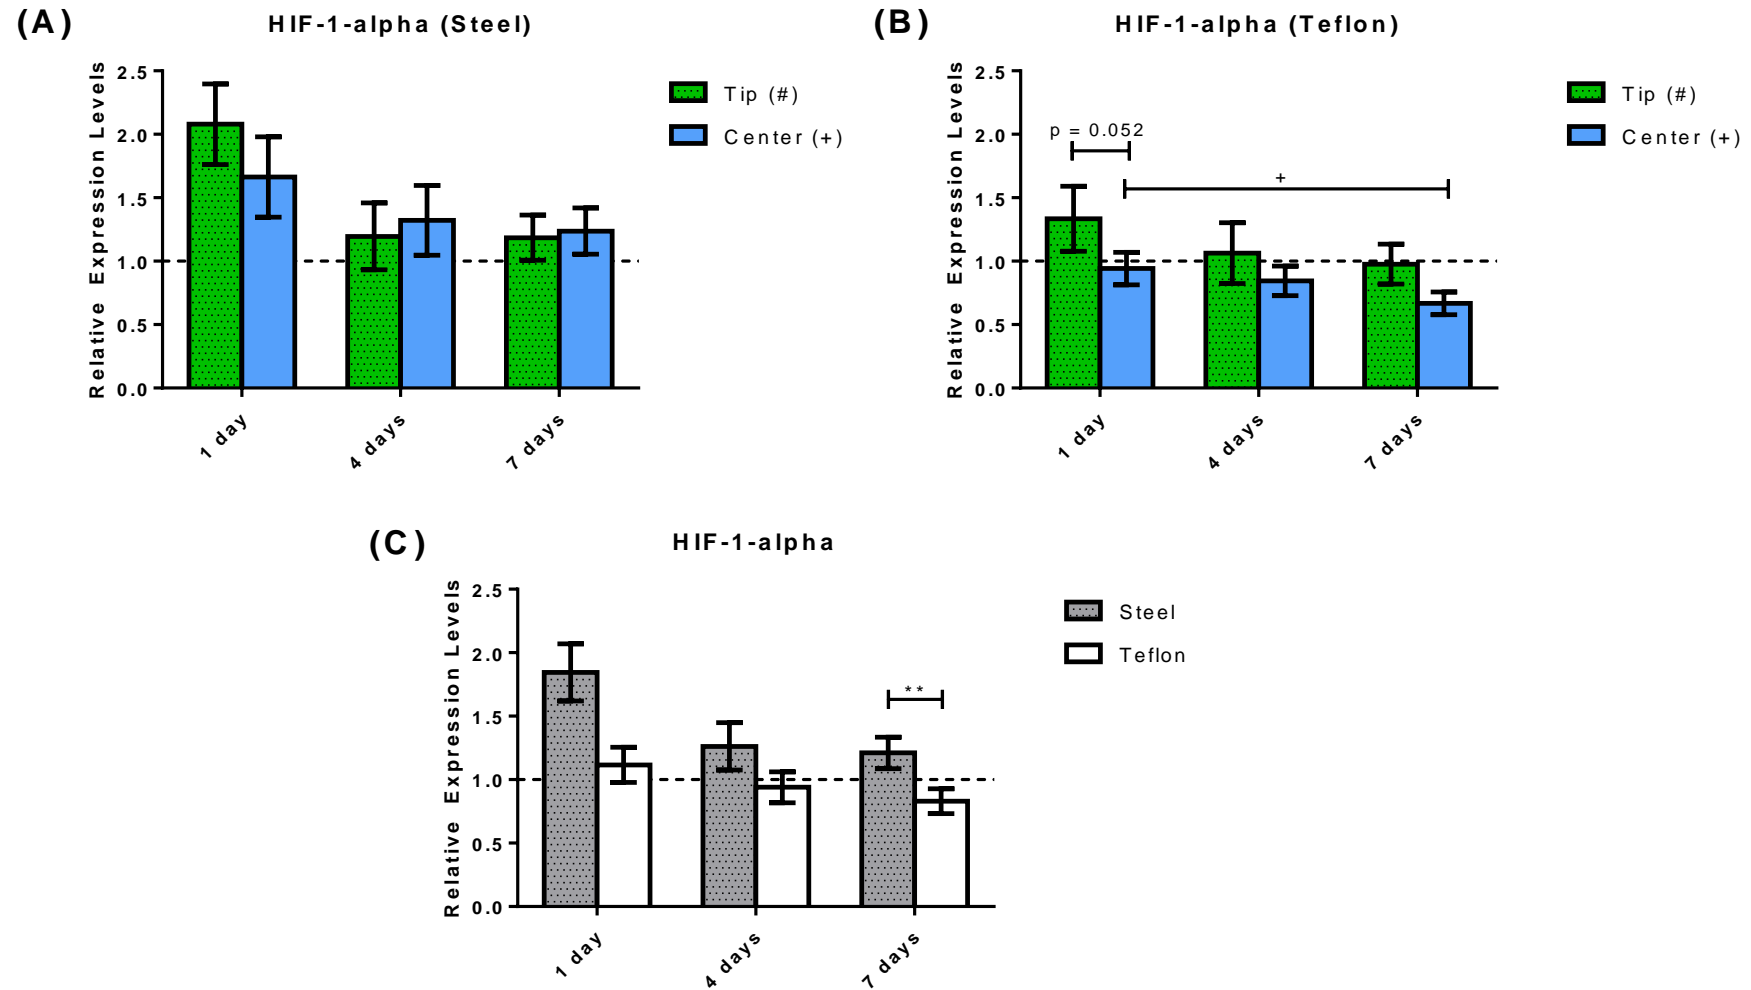 (A)
HIF-1-alpha (Steel)
Relative Expression Levels
2.5
2.0
1.5
1.0
0.5
0.0
1 day
4 days
7 days
Tip (#)
Center (+)
(B)
HIF-1-alpha (Teflon)
Relative Expression Levels
2.5
2.0
1.5
1.0
0.5
0.0
p = 0.052
+
1 day
4 days
7 days
Tip (#)
Center (+)
(C)
HIF-1-alpha
Relative Expression Levels
2.5
2.0
1.5
1.0
0.5
0.0
**
1 day
4 days
7 days
Steel
Teflon